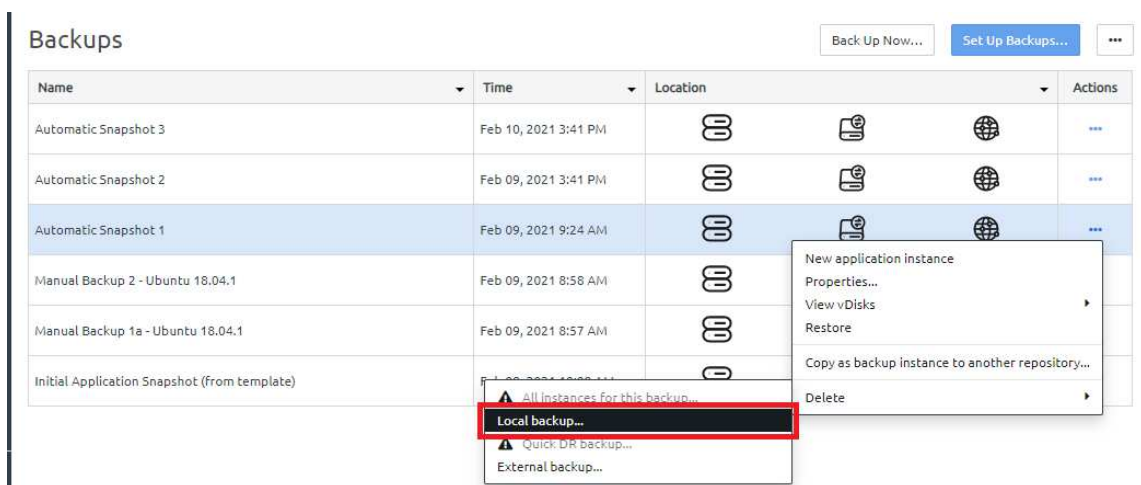 Backups
Back Up Now...
Set Up Backups...
Name Time Location Actions
Automatic Snapshot 3 Feb 10, 2021 3:41 PM
Automatic Snapshot 2 Feb 09, 2021 3:41 PM
Automatic Snapshot 1 Feb 09, 2021 9:24 AM
Manual Backup 2 - Ubuntu 18.04.1 Feb 09, 2021 8:58 AM
Manual Backup 1a - Ubuntu 18.04.1 Feb 09, 2021 8:57 AM
Initial Application Snapshot (from template)
New application instance
Properties...
View vDisks
Restore
Copy as backup instance to another repository...
Delete
All instances for this backup...
Local backup...
Quick DR backup...
External backup...